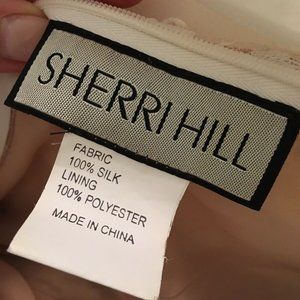 SHERRI HILL
FABRIC
100% SILK
LINING
100% POLYESTER
MADE IN CHINA